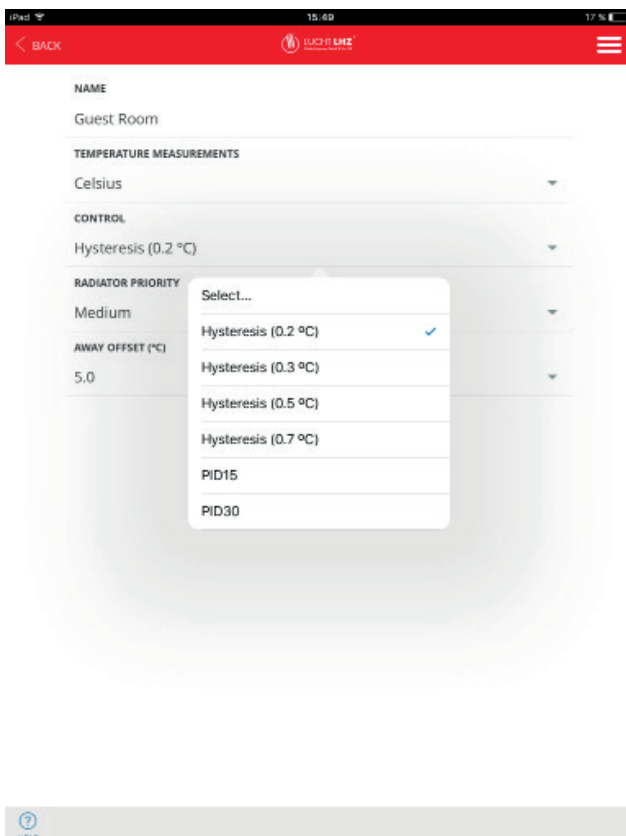 iPad 15:49 17 %
BACK LUCHT LHZ
NAME
Guest Room
TEMPERATURE MEASUREMENTS
Celsius
CONTROL
Hysteresis (0.2 °C)
RADIATOR PRIORITY
Medium
AWAY OFFSET (°C)
5.0
Select...
Hysteresis (0.2 ºC)
Hysteresis (0.3 ºC)
Hysteresis (0.5 ºC)
Hysteresis (0.7 ºC)
PID15
PID30